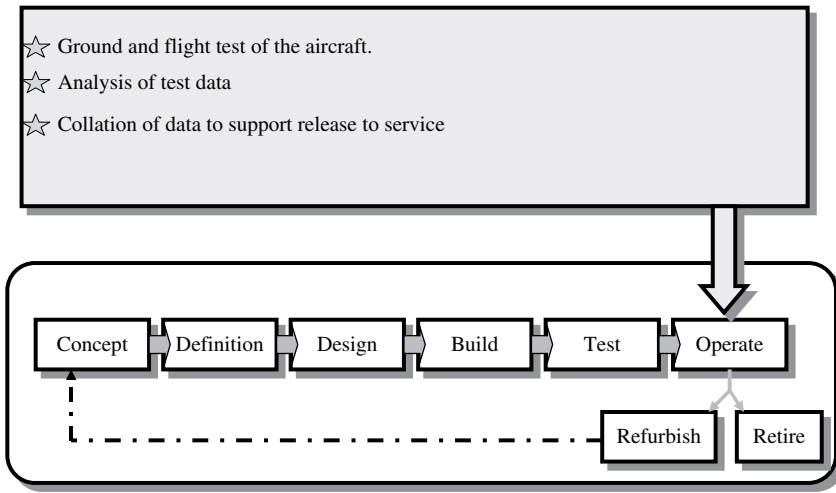 Ground and flight test of the aircraft.
Analysis of test data
Collation of data to support release to service
Concept Definition Design Build Test Operate
Refurbish Retire